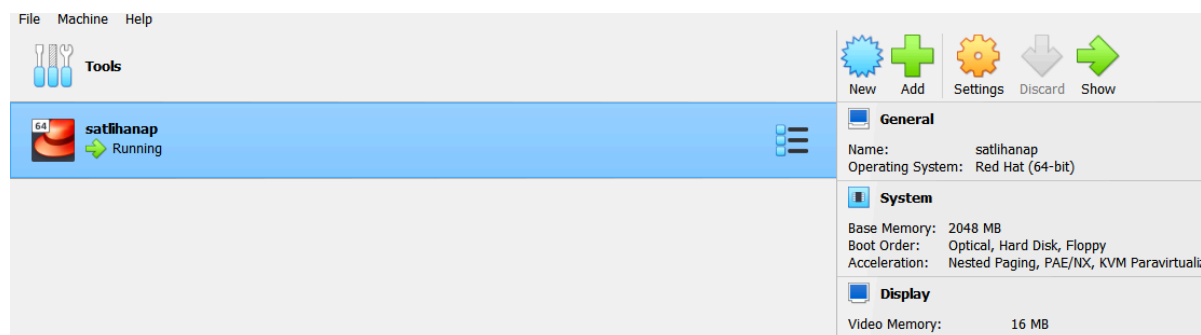 File Machine Help
Tools
New Add Settings Discard Show
64
satlihanap
Running
General
Name: satlihanap
Operating System: Red Hat (64-bit)
System
Base Memory: 2048 MB
Boot Order: Optical, Hard Disk, Floppy
Acceleration: Nested Paging, PAE/NX, KVM Paravirtualiz
Display
Video Memory: 16 MB